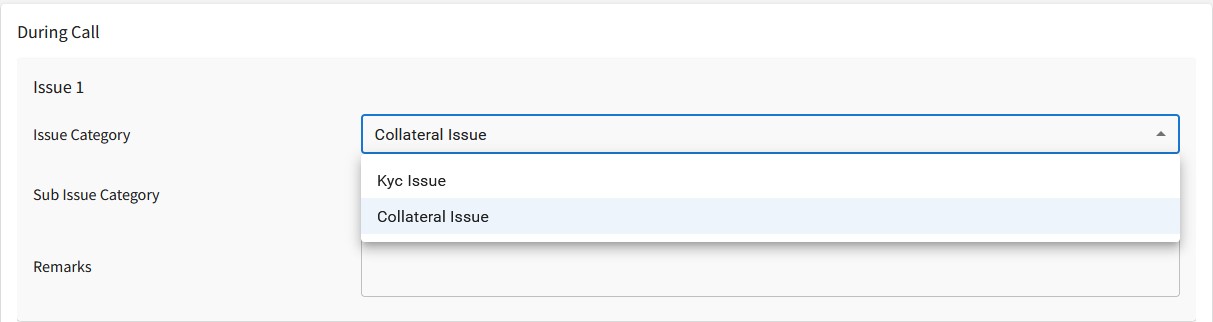 During Call
Issue 1
Issue Category
Collateral Issue
Kyc Issue
Collateral Issue
Sub Issue Category
Remarks